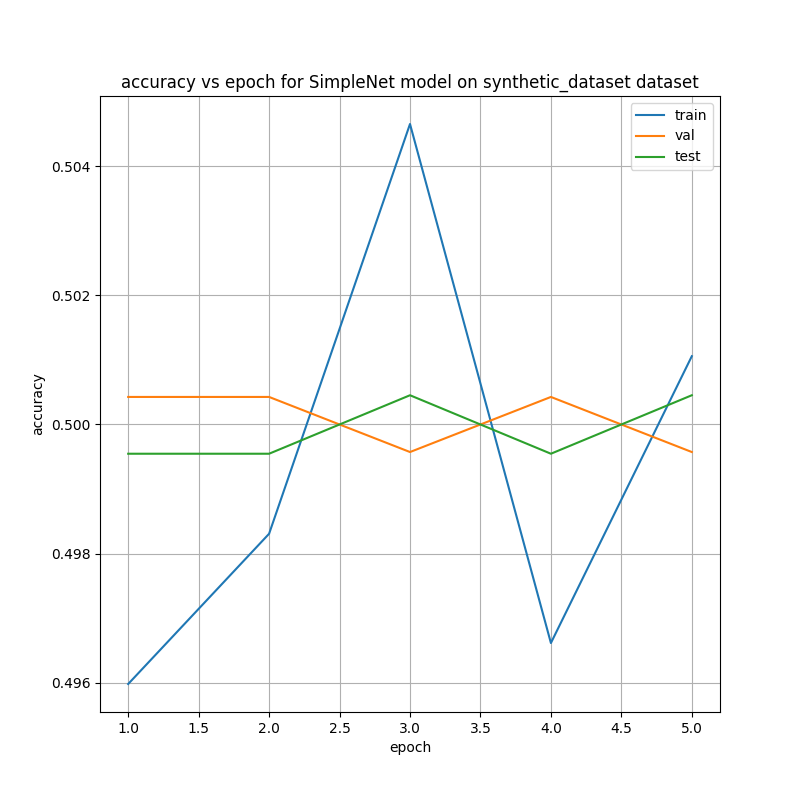 accuracy vs epoch for SimpleNet model on synthetic_dataset dataset
train
val
test
0.504
0.502
0.500
0.498
0.496
accuracy
1.0 1.5 2.0 2.5 3.0 3.5 4.0 4.5 5.0
epoch